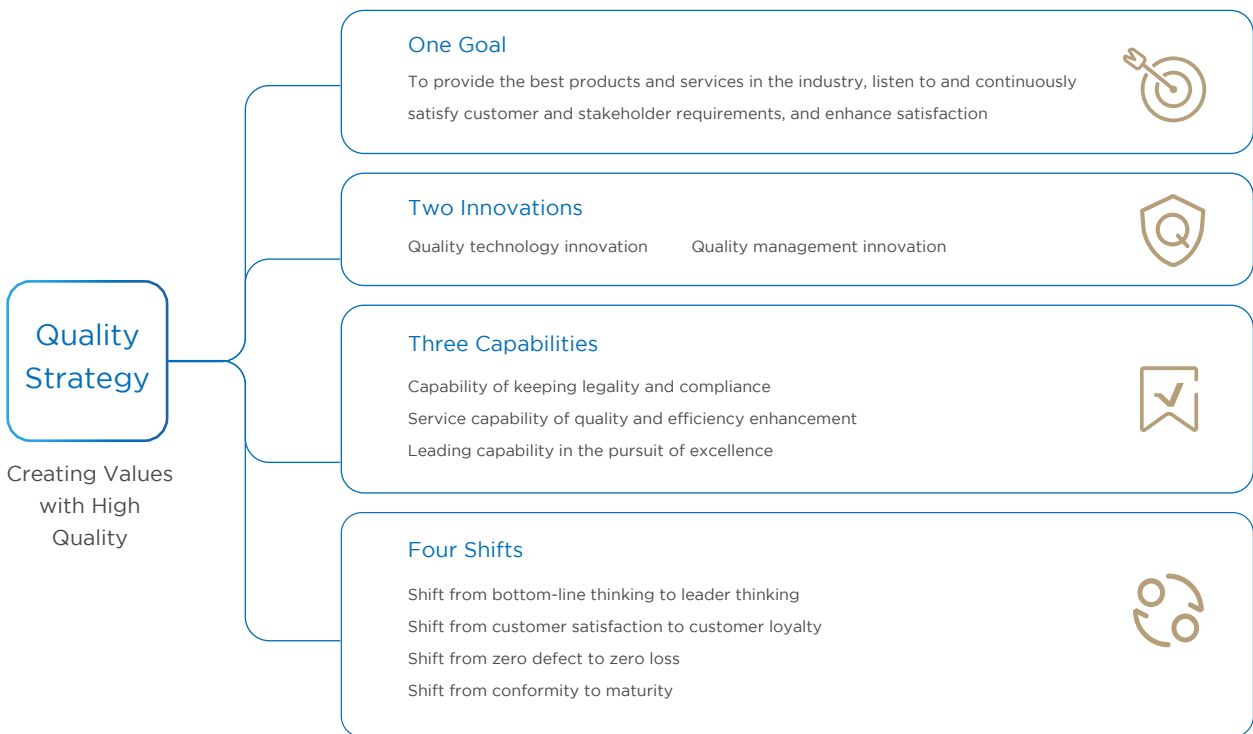 Quality
Strategy
Creating Values
with High
Quality
One Goal
To provide the best products and services in the industry, listen to and continuously
satisfy customer and stakeholder requirements, and enhance satisfaction
Two Innovations
Quality technology innovation Quality management innovation
Three Capabilities
Capability of keeping legality and compliance
Service capability of quality and efficiency enhancement
Leading capability in the pursuit of excellence
Four Shifts
Shift from bottom-line thinking to leader thinking
Shift from customer satisfaction to customer loyalty
Shift from zero defect to zero loss
Shift from conformity to maturity